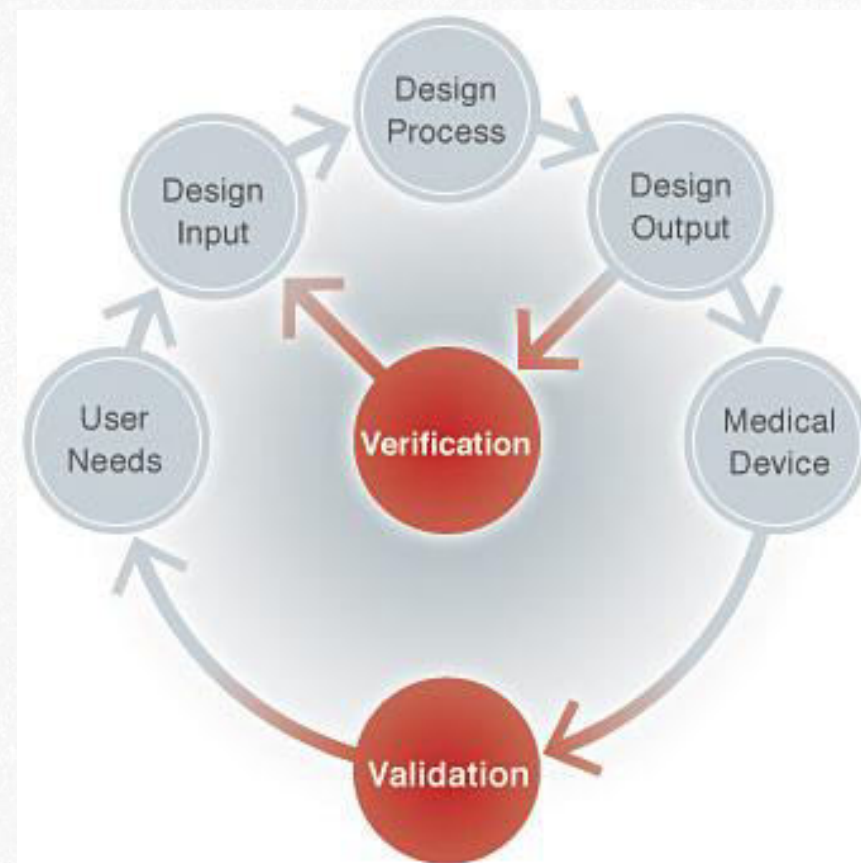 Design
Process
Design
Input
Design
Output
User
Needs
Verification
Medical
Device
Validation